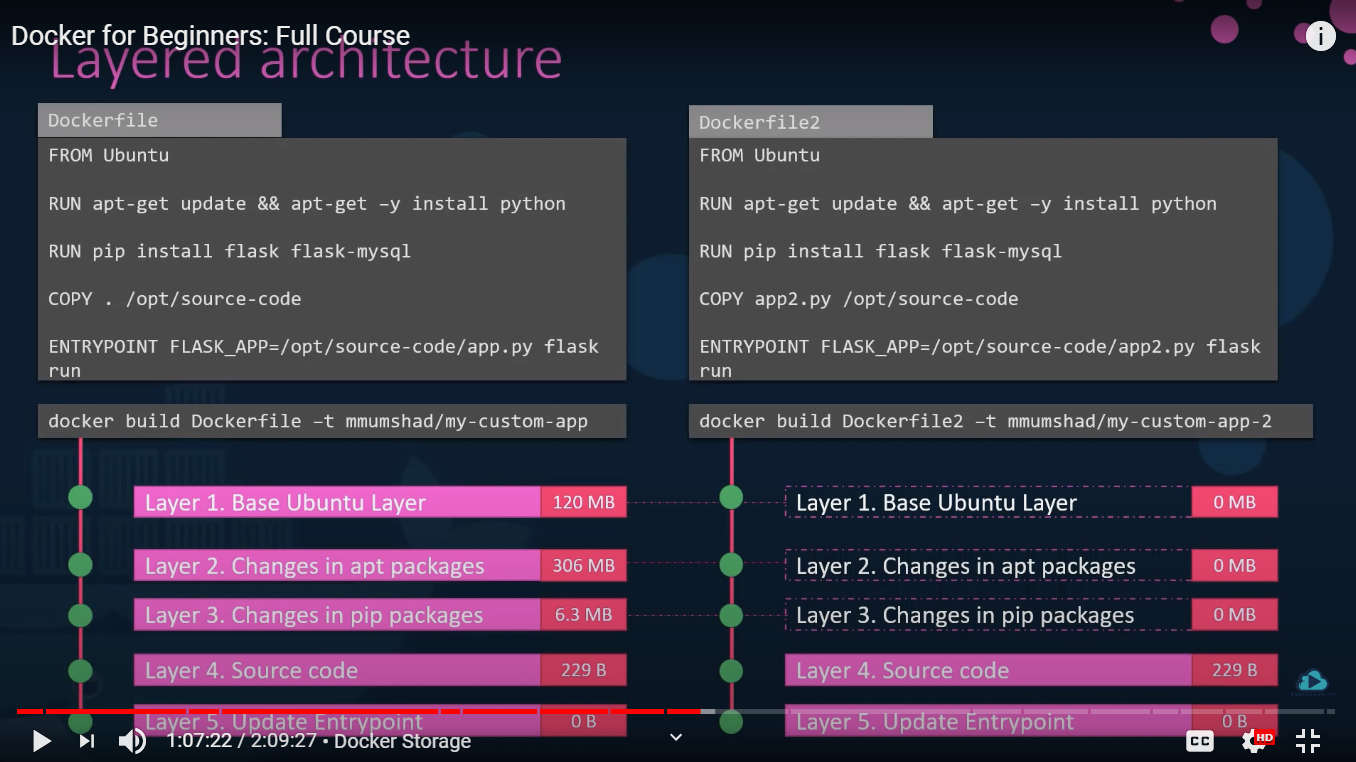 Docker for Beginners: Full Course
Layered architecture
Dockerfile
FROM Ubuntu
RUN apt-get update && apt-get –y install python
RUN pip install flask flask-mysql
COPY . /opt/source-code
ENTRYPOINT FLASK_APP=/opt/source-code/app.py flask
run
docker build Dockerfile –t mmumshad/my-custom-app
Layer 1. Base Ubuntu Layer 120 MB
Layer 2. Changes in apt packages 306 MB
Layer 3. Changes in pip packages 6.3 MB
Layer 4. Source code 229 B
Layer 5. Update Entrypoint 0 B
Dockerfile2
FROM Ubuntu
RUN apt-get update && apt-get –y install python
RUN pip install flask flask-mysql
COPY app2.py /opt/source-code
ENTRYPOINT FLASK_APP=/opt/source-code/app2.py flask
run
docker build Dockerfile2 –t mmumshad/my-custom-app-2
Layer 1. Base Ubuntu Layer 0 MB
Layer 2. Changes in apt packages 0 MB
Layer 3. Changes in pip packages 0 MB
Layer 4. Source code 229 B
Layer 5. Update Entrypoint 0 B
1:07:22 / 2:09:27 • Docker Storage
CC
HD